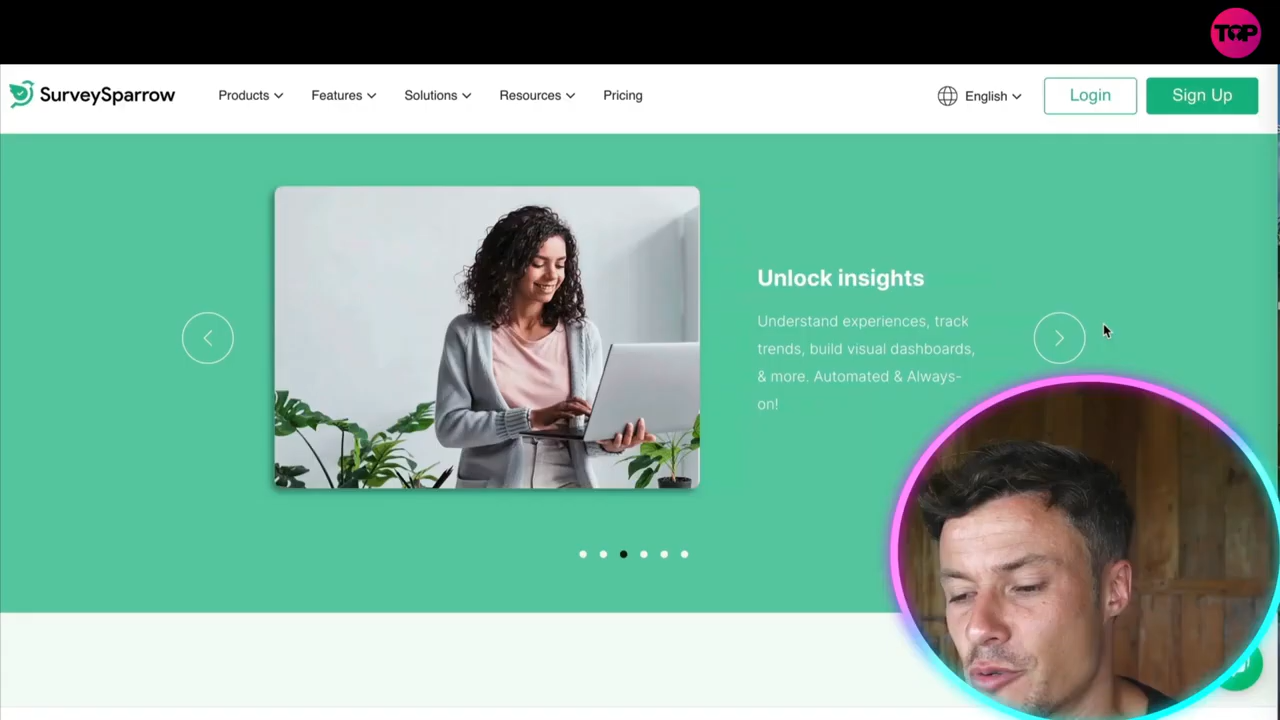 TOP
SurveySparrow
Products
Features
Solutions
Resources
Pricing
English
Login
Sign Up
Unlock insights
Understand experiences, track
trends, build visual dashboards,
& more. Automated & Always-
on!